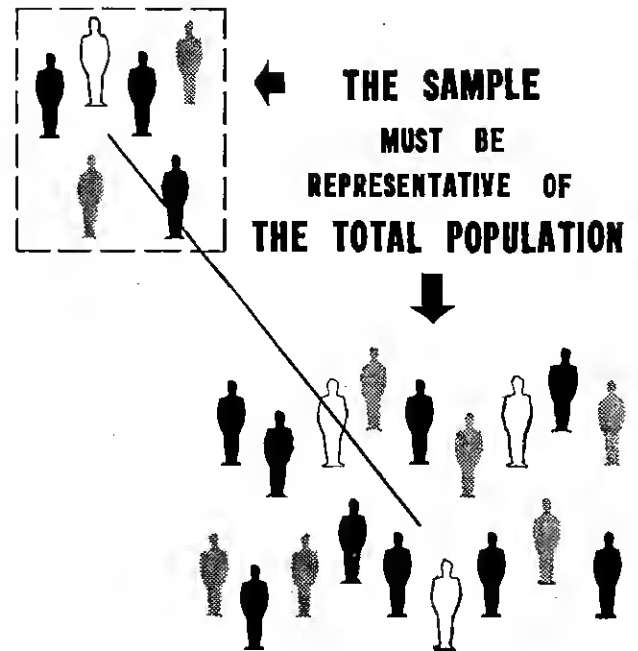 THE SAMPLE
MUST BE
REPRESENTATIVE OF
THE TOTAL POPULATION